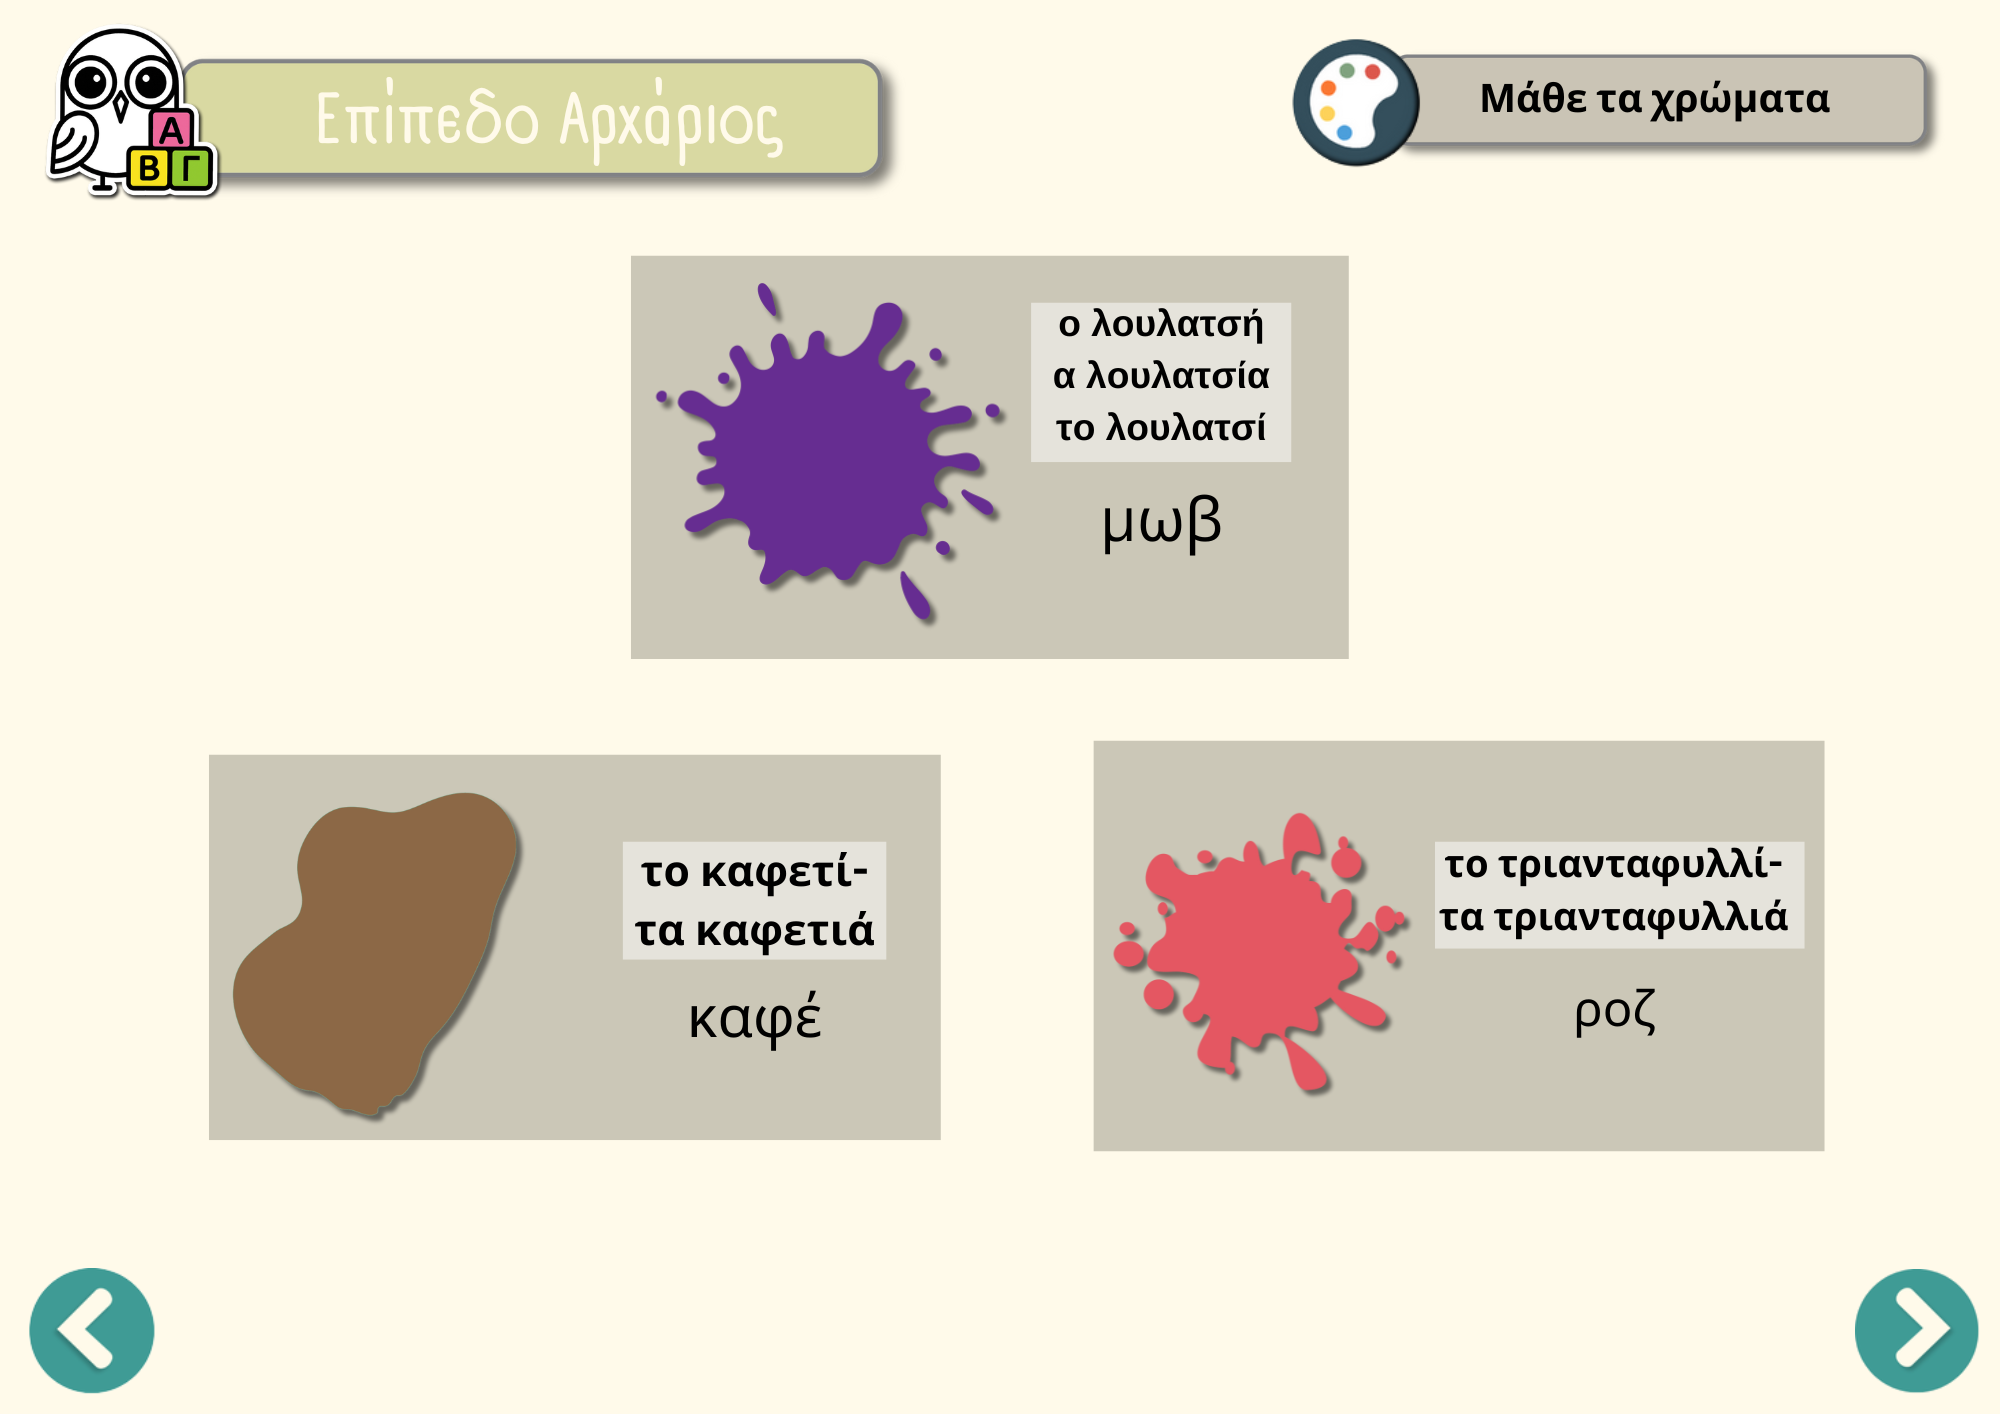 Α
Β Γ
Επίπεδο Αρχάριος
Μάθε τα χρώματα
ο λουλατσή
α λουλατσία
το λουλατσί
μωβ
το καφετί-
τα καφετιά
καφέ
το τριανταφυλλί-
τα τριανταφυλλιά
ροζ